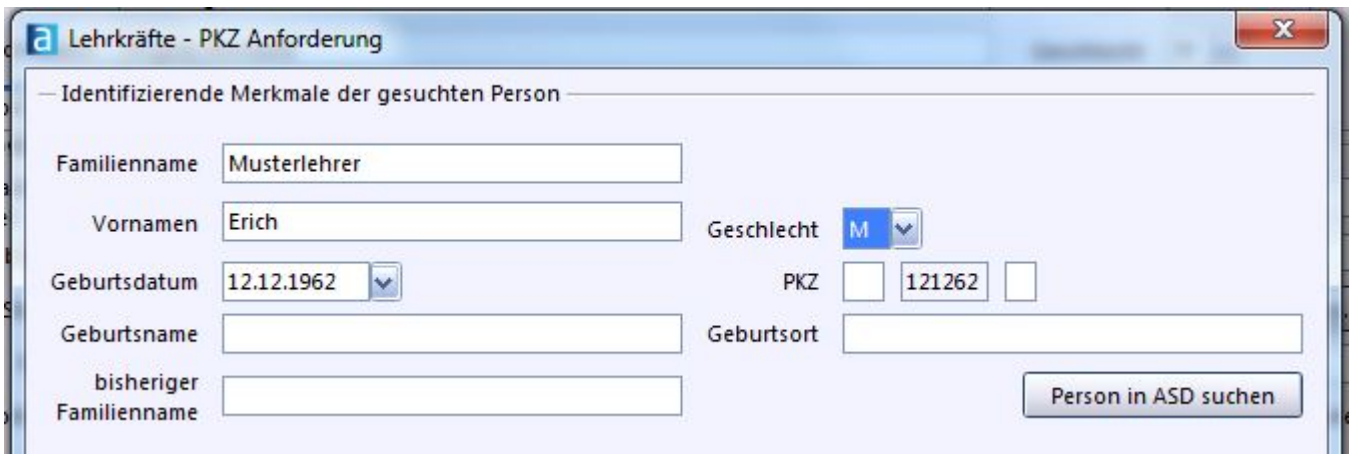 a Lehrkräfte - PKZ Anforderung
Identifizierende Merkmale der gesuchten Person
Familienname Musterlehrer
Vornamen Erich Geschlecht M
Geburtsdatum 12.12.1962 PKZ 121262
Geburtsname Geburtsort
bisheriger
Familienname
Person in ASD suchen